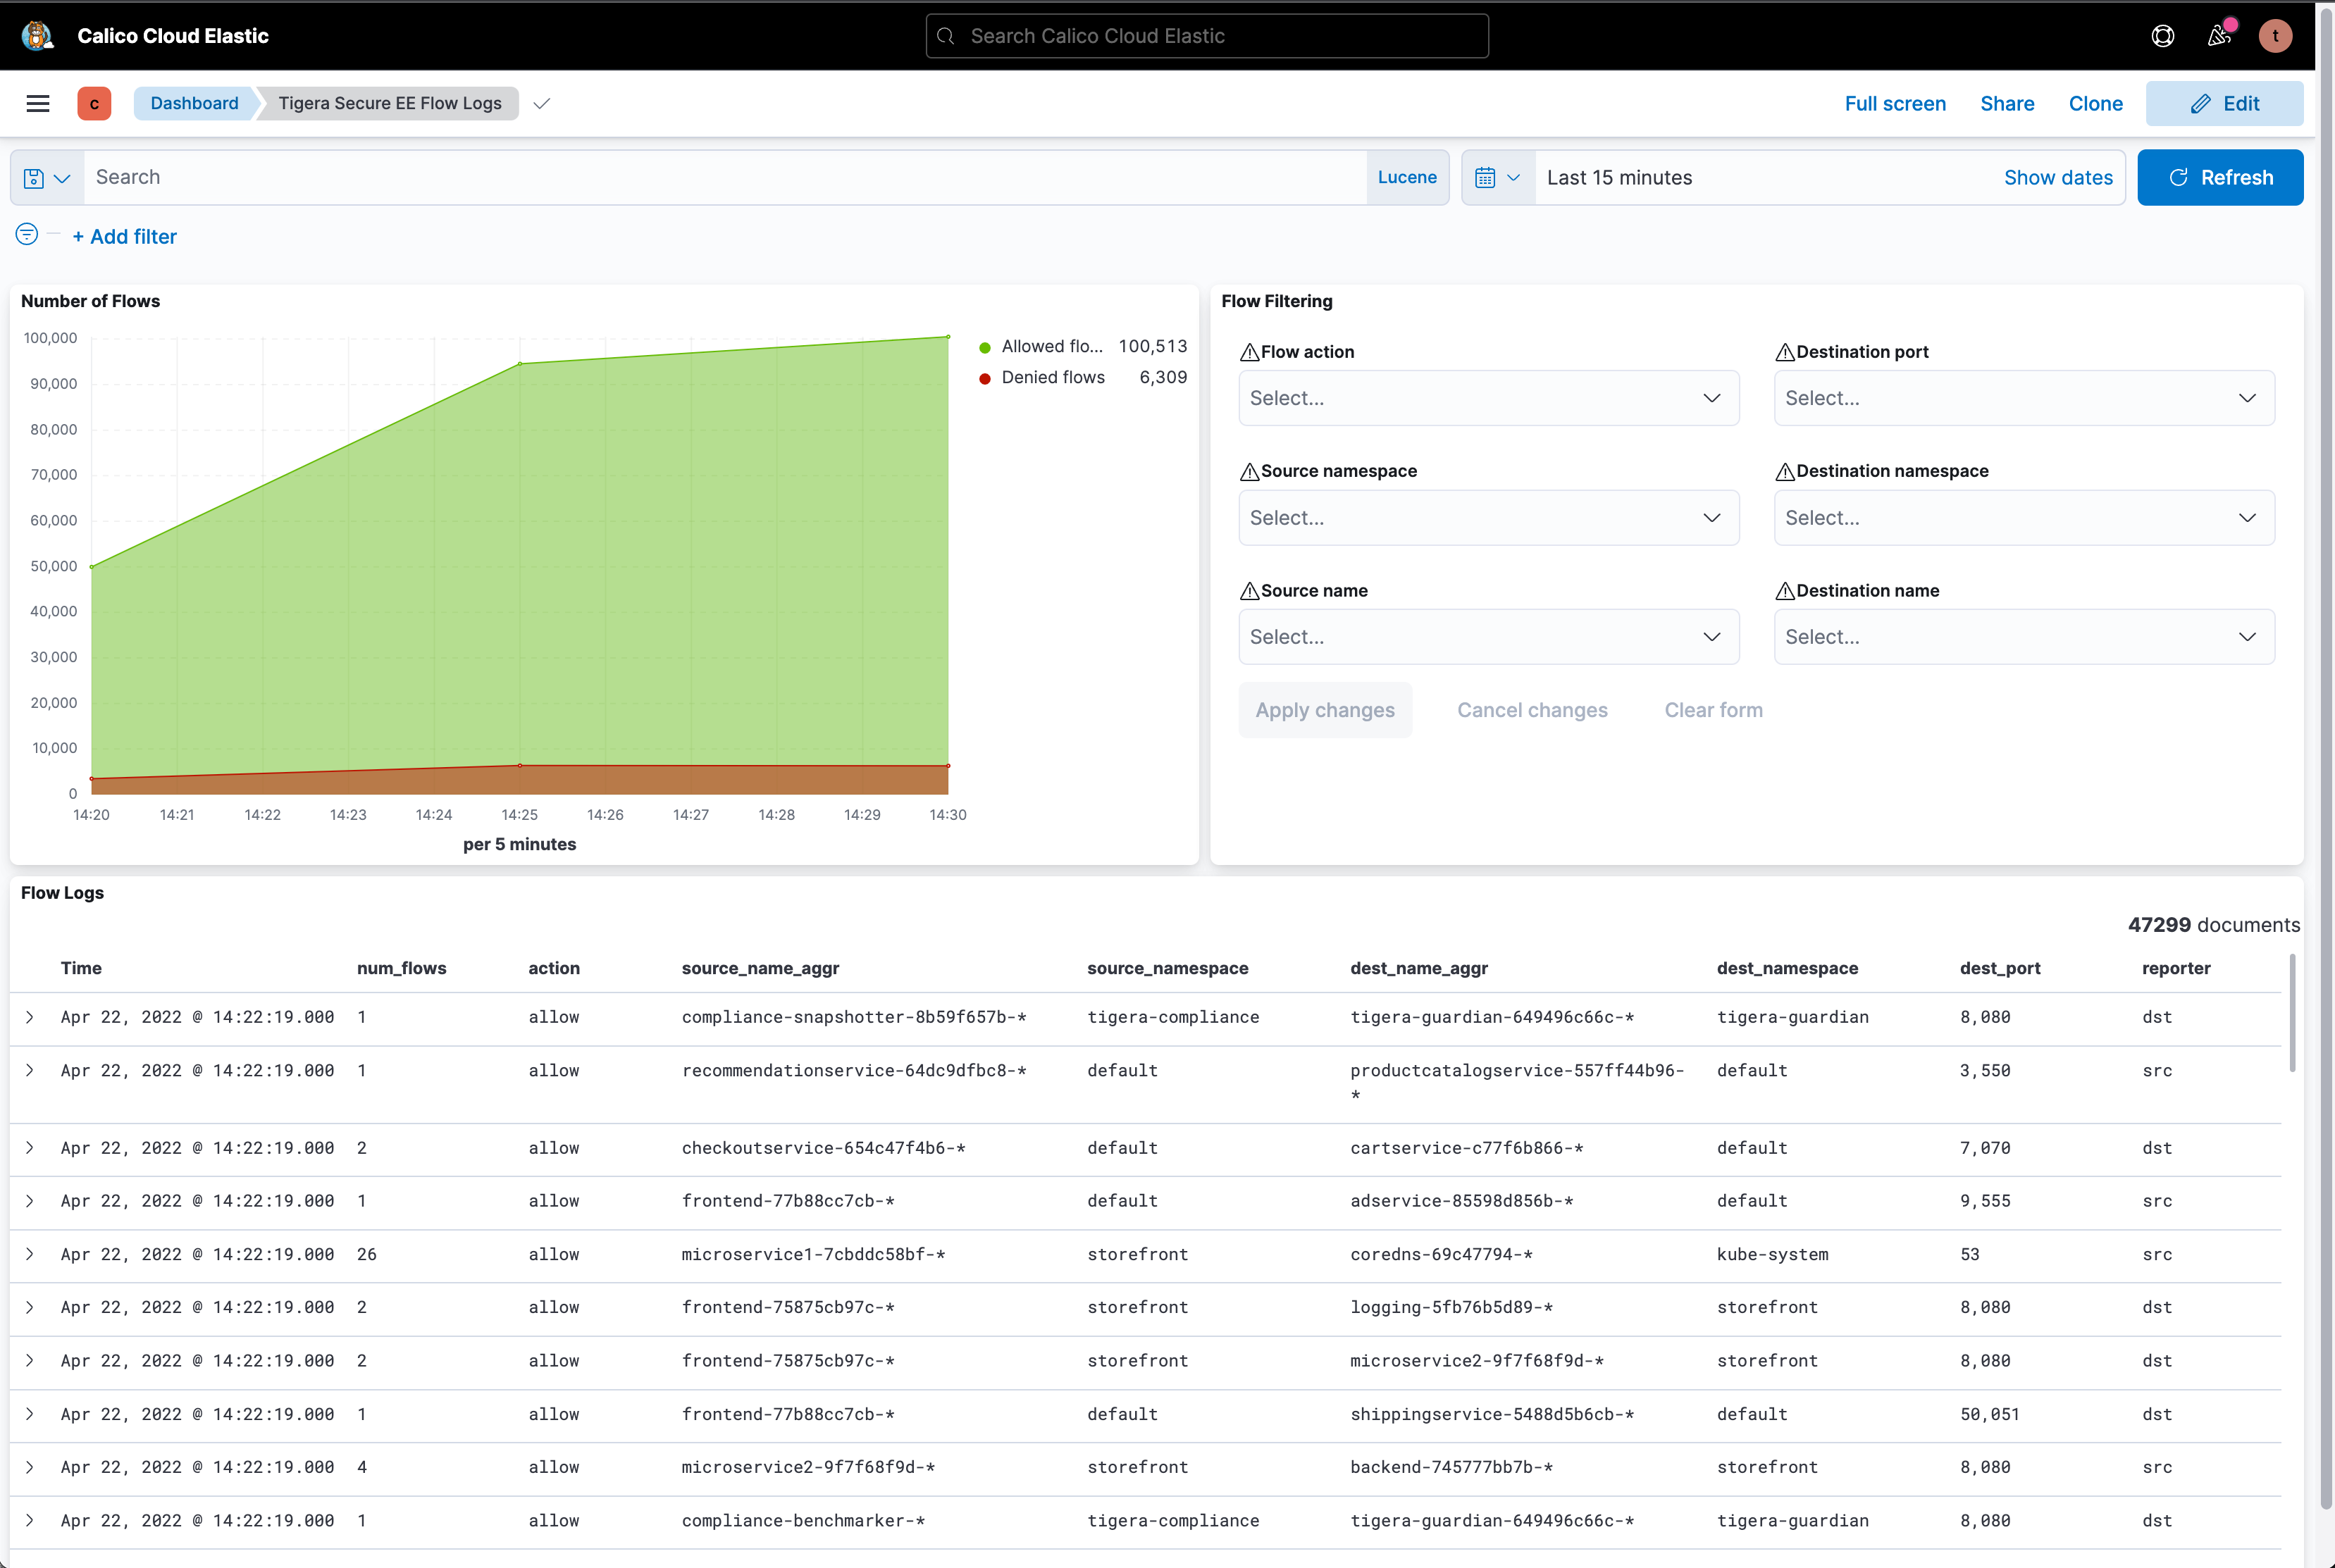 Calico Cloud Elastic
Search Calico Cloud Elastic
t
c
Dashboard
Tigera Secure EE Flow Logs
Full screen
Share
Clone
Edit
Search
Lucene
Last 15 minutes
Show dates
Refresh
+ Add filter
Number of Flows
100,000
90,000
80,000
70,000
60,000
50,000
40,000
30,000
20,000
10,000
0
14:20 14:21 14:22 14:23 14:24 14:25 14:26 14:27 14:28 14:29 14:30
per 5 minutes
Allowed flo... 100,513
Denied flows 6,309
Flow Filtering
Flow action
Select...
Destination port
Select...
Source namespace
Select...
Destination namespace
Select...
Source name
Select...
Destination name
Select...
Apply changes
Cancel changes
Clear form
Flow Logs
47299 documents
Time num_flows action source_name_aggr source_namespace dest_name_aggr dest_namespace dest_port reporter
Apr 22, 2022 @ 14:22:19.000 1 allow compliance-snapshotter-8b59f657b-* tigera-compliance tigera-guardian-649496c66c-* tigera-guardian 8,080 dst
Apr 22, 2022 @ 14:22:19.000 1 allow recommendationservice-64dc9dfbc8-* default productcatalogservice-557ff44b96- default 3,550 src
*
Apr 22, 2022 @ 14:22:19.000 2 allow checkoutservice-654c47f4b6-* default cartservice-c77f6b866-* default 7,070 dst
Apr 22, 2022 @ 14:22:19.000 1 allow frontend-77b88cc7cb-* default adservice-85598d856b-* default 9,555 src
Apr 22, 2022 @ 14:22:19.000 26 allow microservice1-7cbddc58bf-* storefront coredns-69c47794-* kube-system 53 src
Apr 22, 2022 @ 14:22:19.000 2 allow frontend-75875cb97c-* storefront logging-5fb76b5d89-* storefront 8,080 dst
Apr 22, 2022 @ 14:22:19.000 2 allow frontend-75875cb97c-* storefront microservice2-9f7f68f9d-* storefront 8,080 dst
Apr 22, 2022 @ 14:22:19.000 1 allow frontend-77b88cc7cb-* default shippingservice-5488d5b6cb-* default 50,051 dst
Apr 22, 2022 @ 14:22:19.000 4 allow microservice2-9f7f68f9d-* storefront backend-745777bb7b-* storefront 8,080 src
Apr 22, 2022 @ 14:22:19.000 1 allow compliance-benchmarker-* tigera-compliance tigera-guardian-649496c66c-* tigera-guardian 8,080 dst